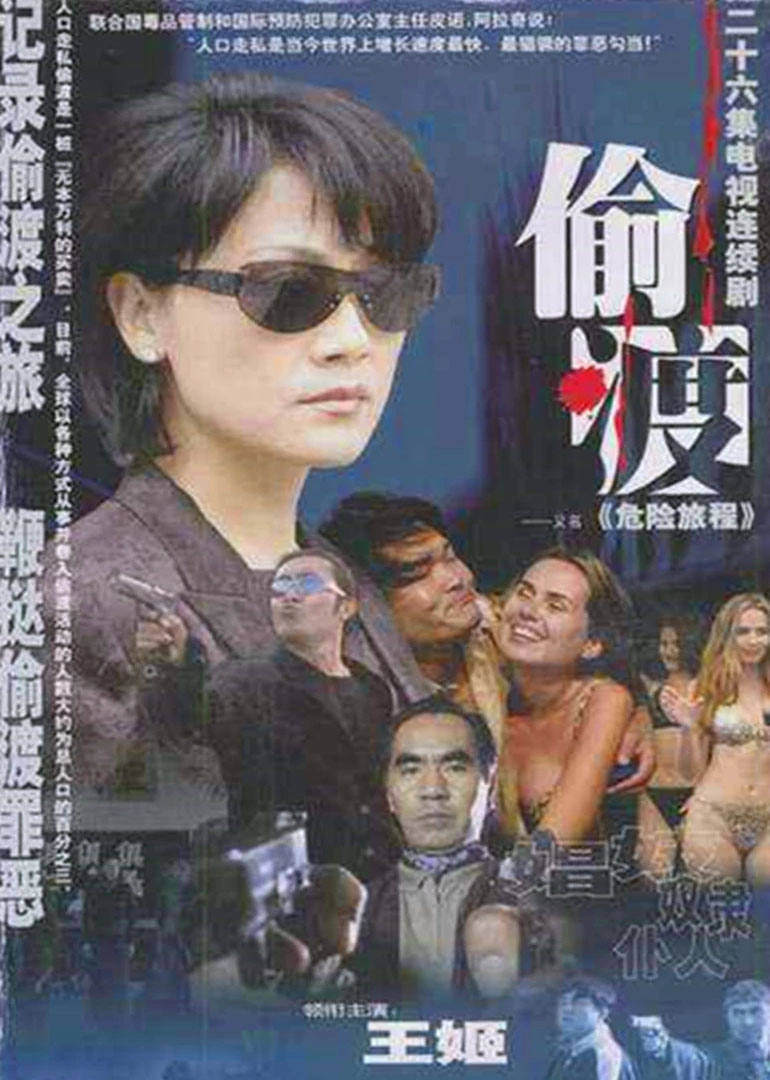 联合国毒品管制和国际预防犯罪办公室主任皮诺.阿拉奇说：
“人口走私是当今世界上增长速度最快、最猖獗的罪恶勾当！”
二十六集电视连续剧
偷渡
——又名《危险旅程》
记录偷渡之旅 鞭挞偷渡罪恶
人口走私偷渡是一桩“无本万利的买卖”，目前，全球以各种方式从事并卷入偷渡活动的人数大约为总人口的百分之三，
娼妓
奴隶
仆人
领衔主演：
王姬